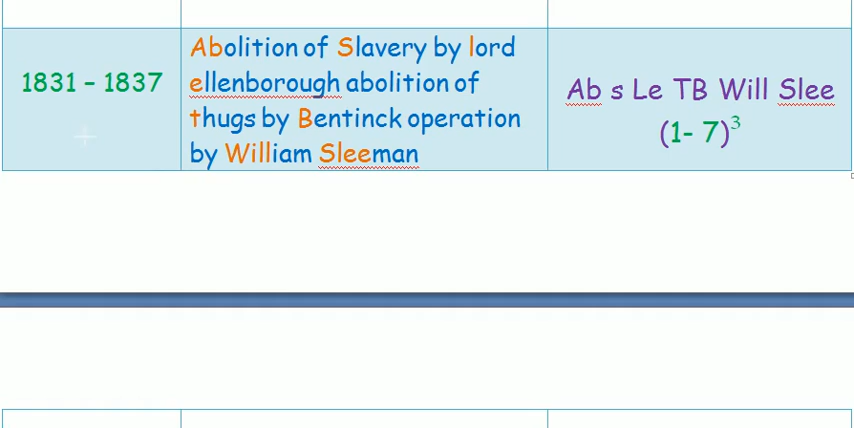 1831 – 1837
Abolition of Slavery by lord
ellenborough abolition of
thugs by Bentinck operation
by William Sleeman
Ab s Le TB Will Slee
(1- 7)³